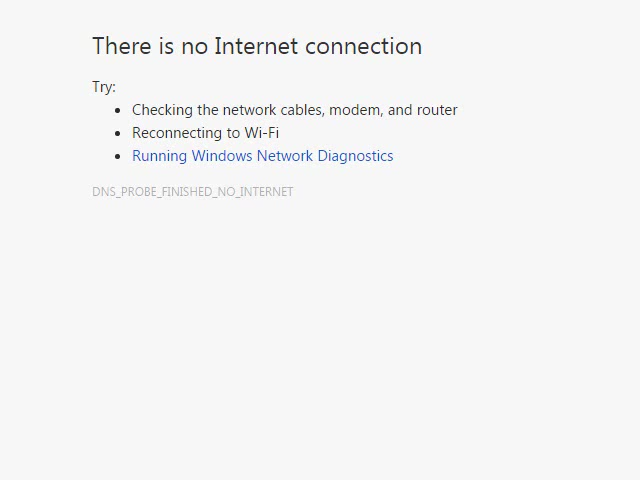 There is no Internet connection
Try:
Checking the network cables, modem, and router
Reconnecting to Wi-Fi
Running Windows Network Diagnostics
DNS_PROBE_FINISHED_NO_INTERNET